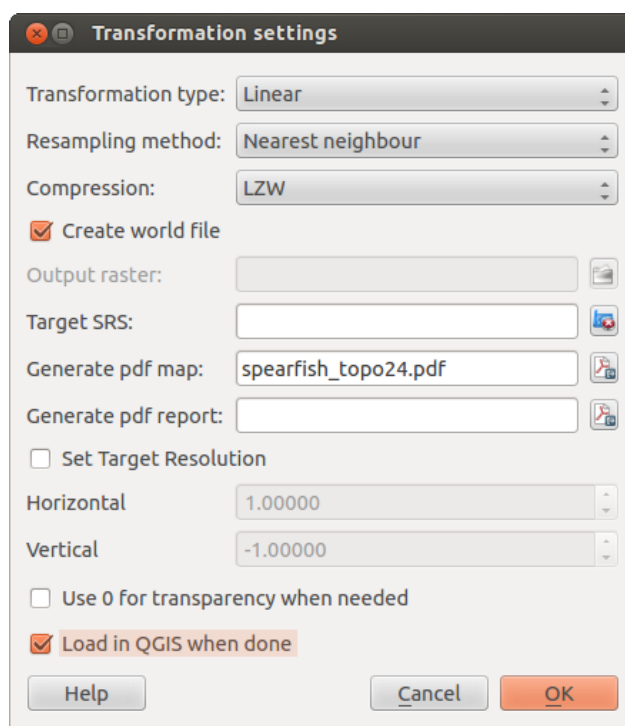 Transformation settings
Transformation type: Linear
Resampling method: Nearest neighbour
Compression: LZW
Create world file
Output raster:
Target SRS:
Generate pdf map: spearfish_topo24.pdf
Generate pdf report:
Set Target Resolution
Horizontal 1.00000
Vertical -1.00000
Use 0 for transparency when needed
Load in QGIS when done
Help Cancel OK